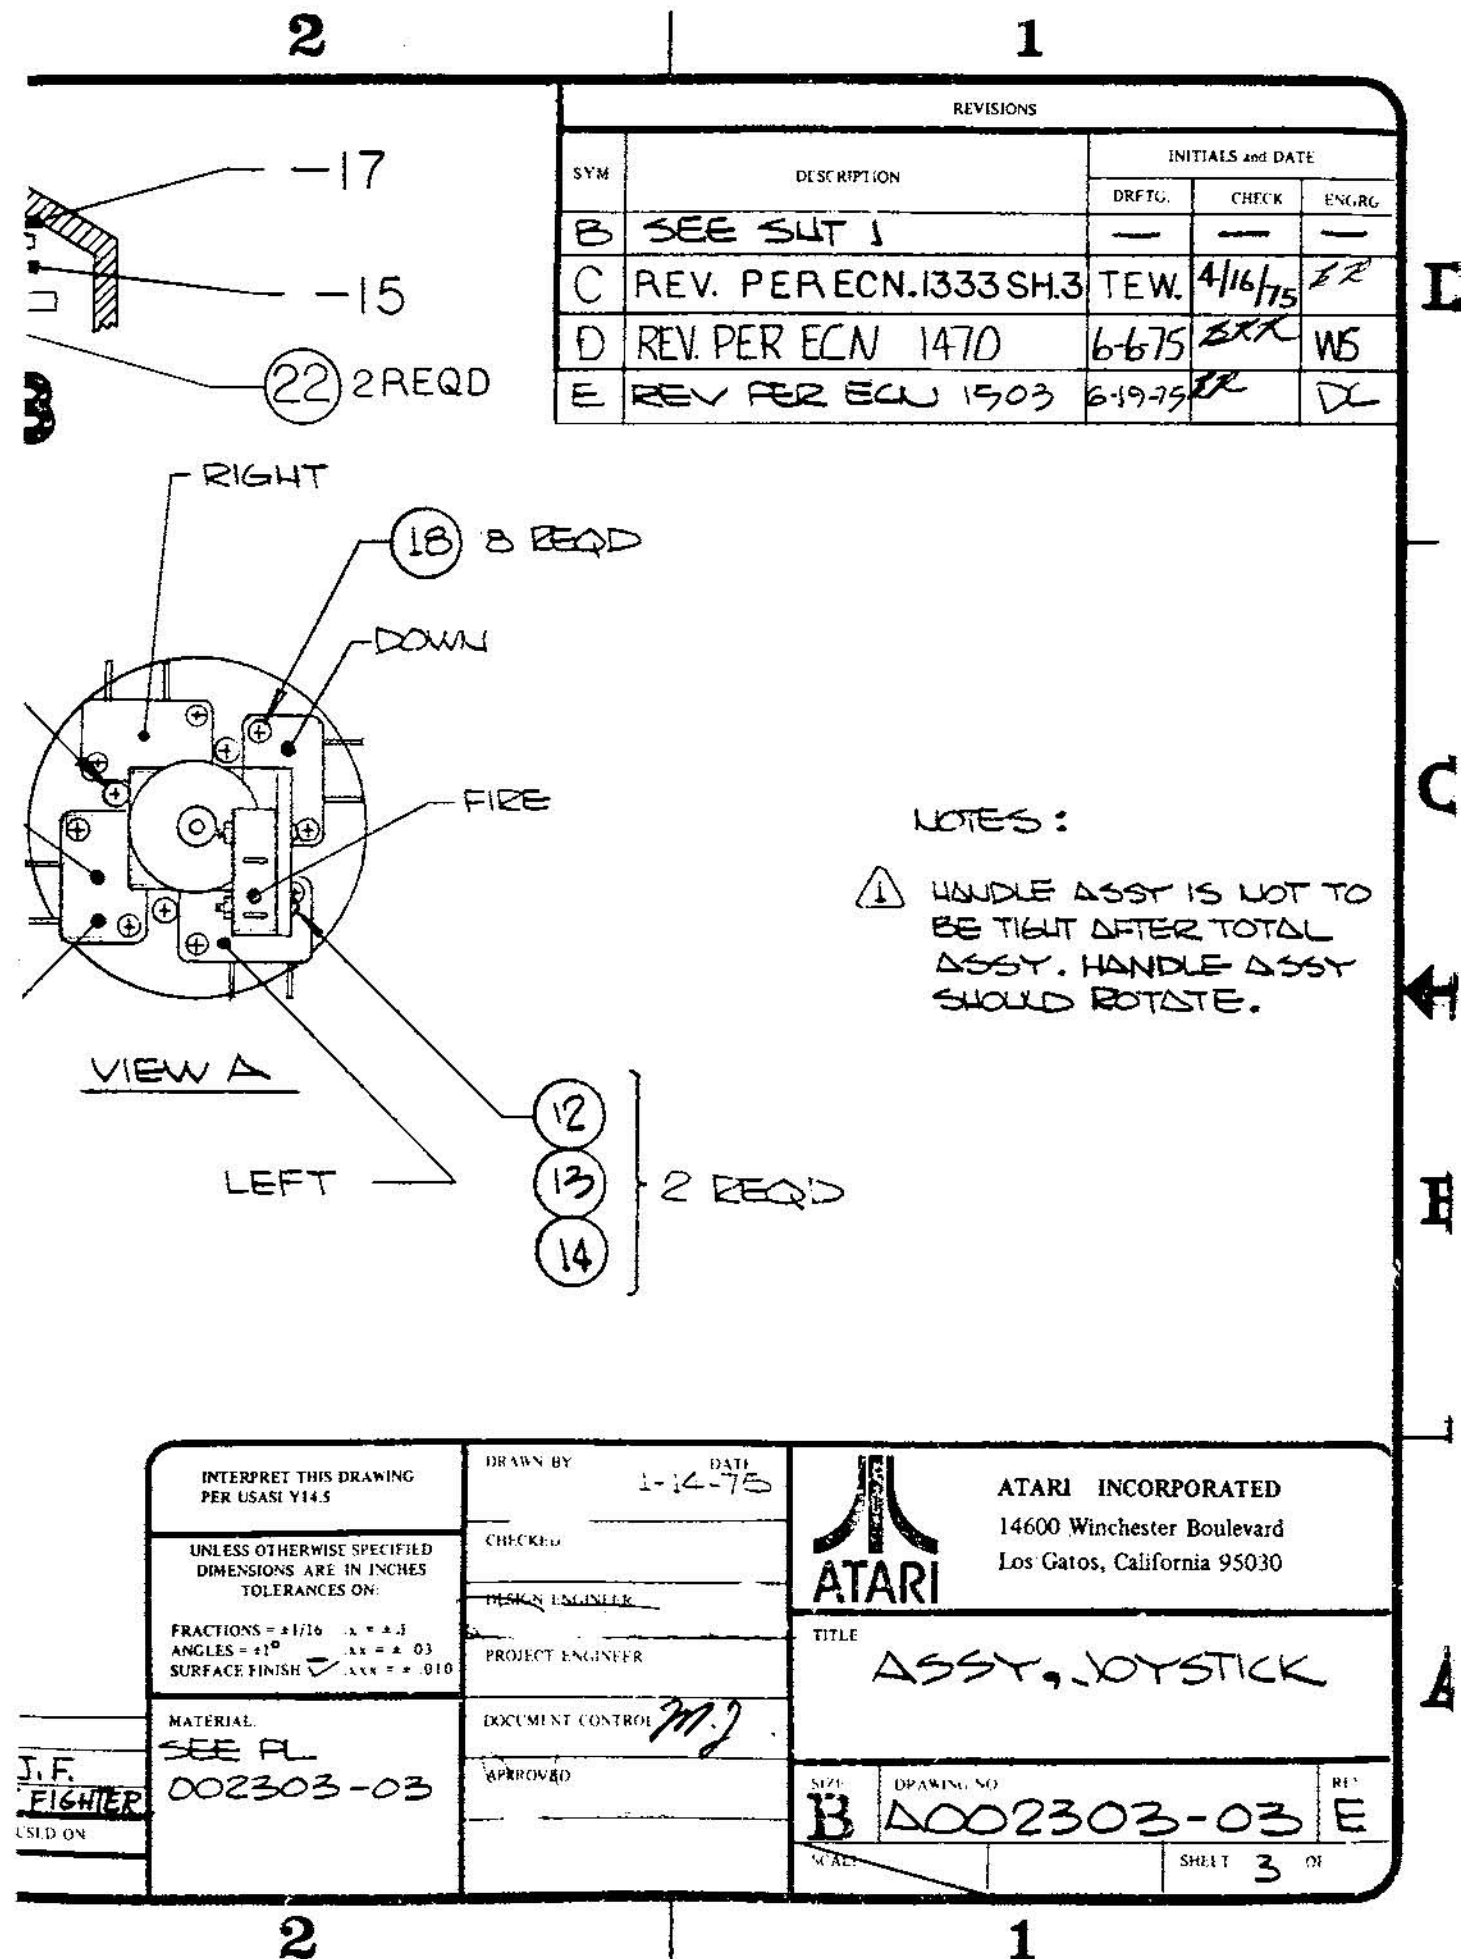 2 1
REVISIONS
SYM DESCRIPTION INITIALS and DATE
DRFTG. CHECK ENGRG
B SEE SHT 1 — — —
C REV. PER ECN.1333 SH.3 TEW. 4/16/75
D REV. PER ECN 1470 6-6-75 WS
E REV PER ECN 1503 6-19-75 DC
-17
-15
22 2 REQD
B
D
RIGHT
18 8 REQD
DOWN
FIRE
C
NOTES:
1 HANDLE ASSY IS NOT TO
BE TIGHT AFTER TOTAL
ASSY. HANDLE ASSY
SHOULD ROTATE.
VIEW A
12
13
14
2 REQD
LEFT
B
INTERPRET THIS DRAWING
PER USASI Y14.5
UNLESS OTHERWISE SPECIFIED
DIMENSIONS ARE IN INCHES
TOLERANCES ON:
FRACTIONS = ±1/16 .x = ±.1
ANGLES = ±1° .xx = ± .03
SURFACE FINISH .xxx = ± .010
MATERIAL
SEE PL
002303-03
J.F.
FIGHTER
USED ON
DRAWN BY DATE
1-14-75
CHECKED
DESIGN ENGINEER
PROJECT ENGINEER
DOCUMENT CONTROL M.J
APPROVED
ATARI
ATARI INCORPORATED
14600 Winchester Boulevard
Los Gatos, California 95030
TITLE
ASSY, JOYSTICK
A
SIZE DRAWING NO REV
B A002303-03 E
SCALE SHEET 3 OF
2 1